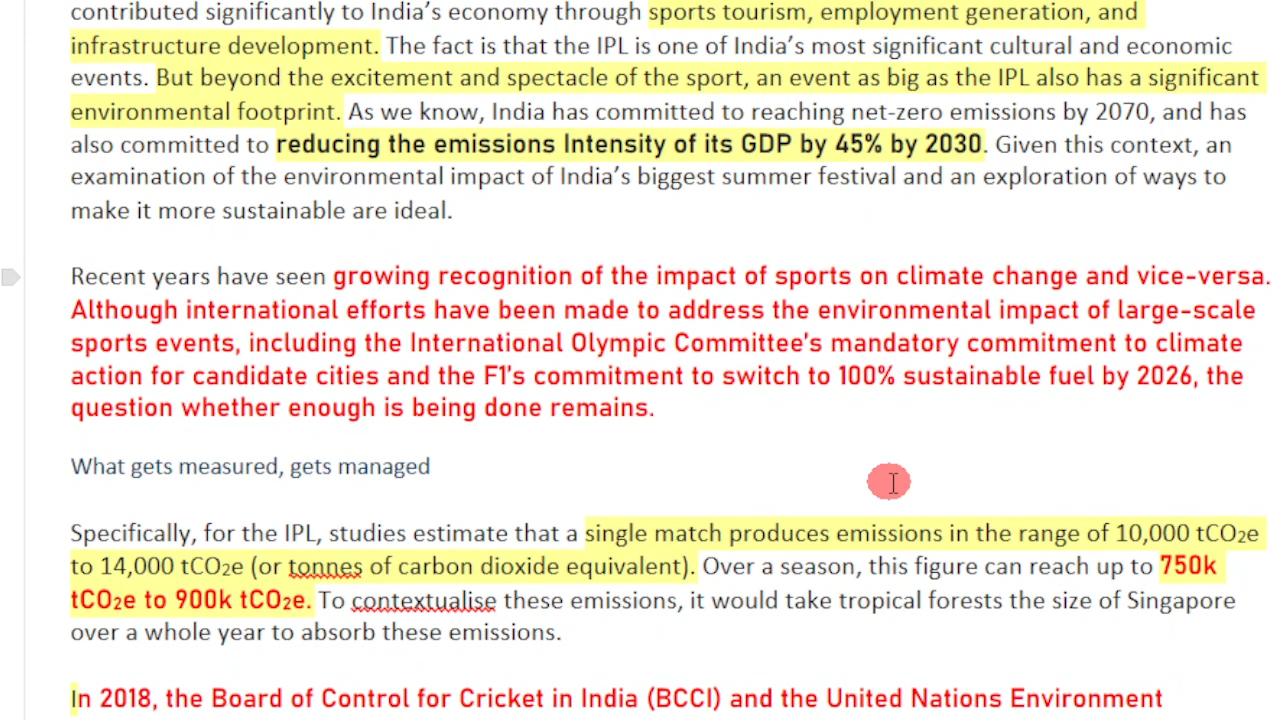 contributed significantly to India's economy through sports tourism, employment generation, and
infrastructure development. The fact is that the IPL is one of India's most significant cultural and economic
events. But beyond the excitement and spectacle of the sport, an event as big as the IPL also has a significant
environmental footprint. As we know, India has committed to reaching net-zero emissions by 2070, and has
also committed to reducing the emissions Intensity of its GDP by 45% by 2030. Given this context, an
examination of the environmental impact of India's biggest summer festival and an exploration of ways to
make it more sustainable are ideal.
Recent years have seen growing recognition of the impact of sports on climate change and vice-versa.
Although international efforts have been made to address the environmental impact of large-scale
sports events, including the International Olympic Committee's mandatory commitment to climate
action for candidate cities and the F1's commitment to switch to 100% sustainable fuel by 2026, the
question whether enough is being done remains.
What gets measured, gets managed
Specifically, for the IPL, studies estimate that a single match produces emissions in the range of 10,000 tCO2e
to 14,000 tCO2e (or tonnes of carbon dioxide equivalent). Over a season, this figure can reach up to 750k
tCO2e to 900k tCO2e. To contextualise these emissions, it would take tropical forests the size of Singapore
over a whole year to absorb these emissions.
In 2018, the Board of Control for Cricket in India (BCCI) and the United Nations Environment